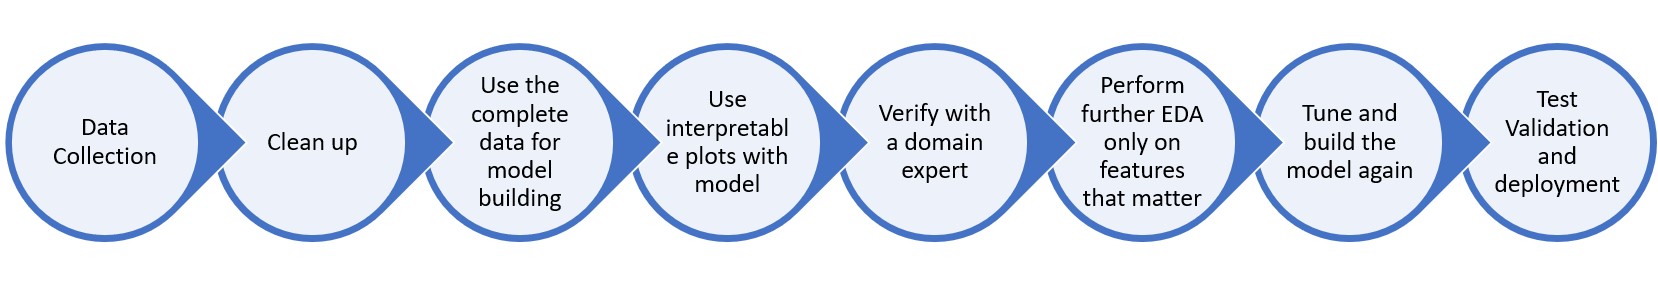 Data
Collection
Clean up
Use the
complete
data for
model
building
Use
interpretabl
e plots with
model
Verify with
a domain
expert
Perform
further EDA
only on
features
that matter
Tune and
build the
model again
Test
Validation
and
deployment